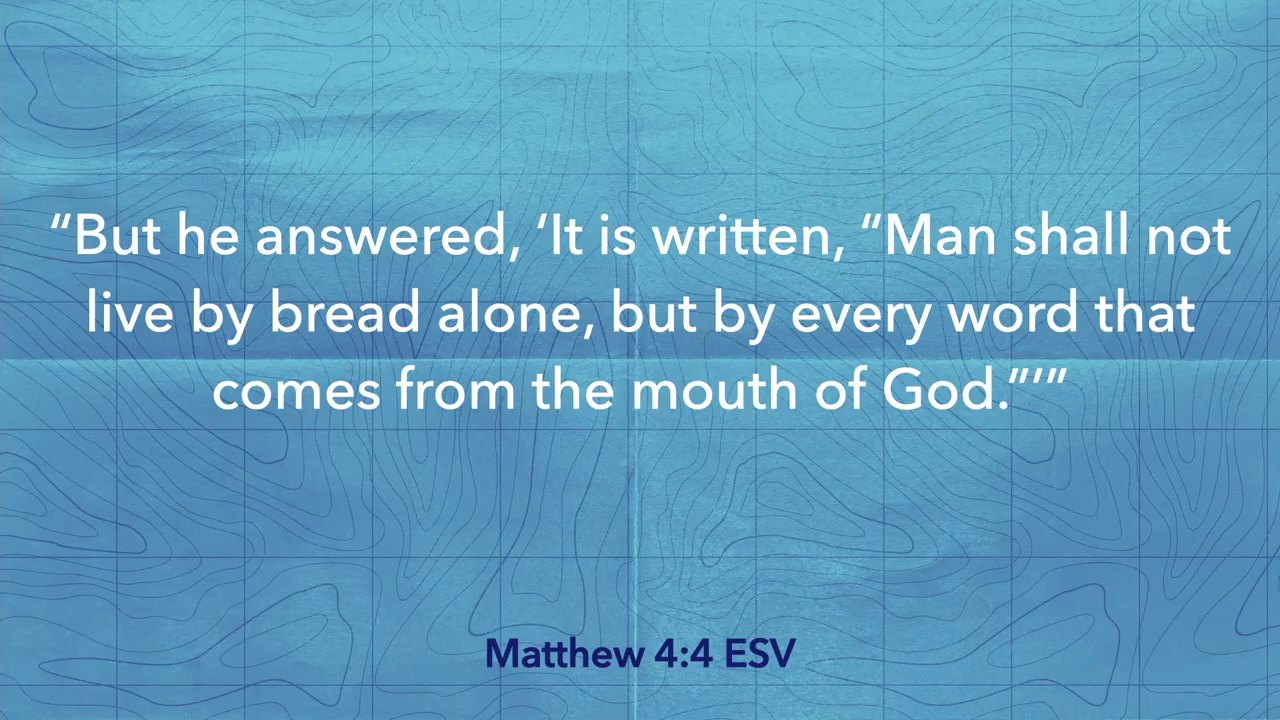 “But he answered, ‘It is written, “Man shall not
live by bread alone, but by every word that
comes from the mouth of God.”’”
Matthew 4:4 ESV